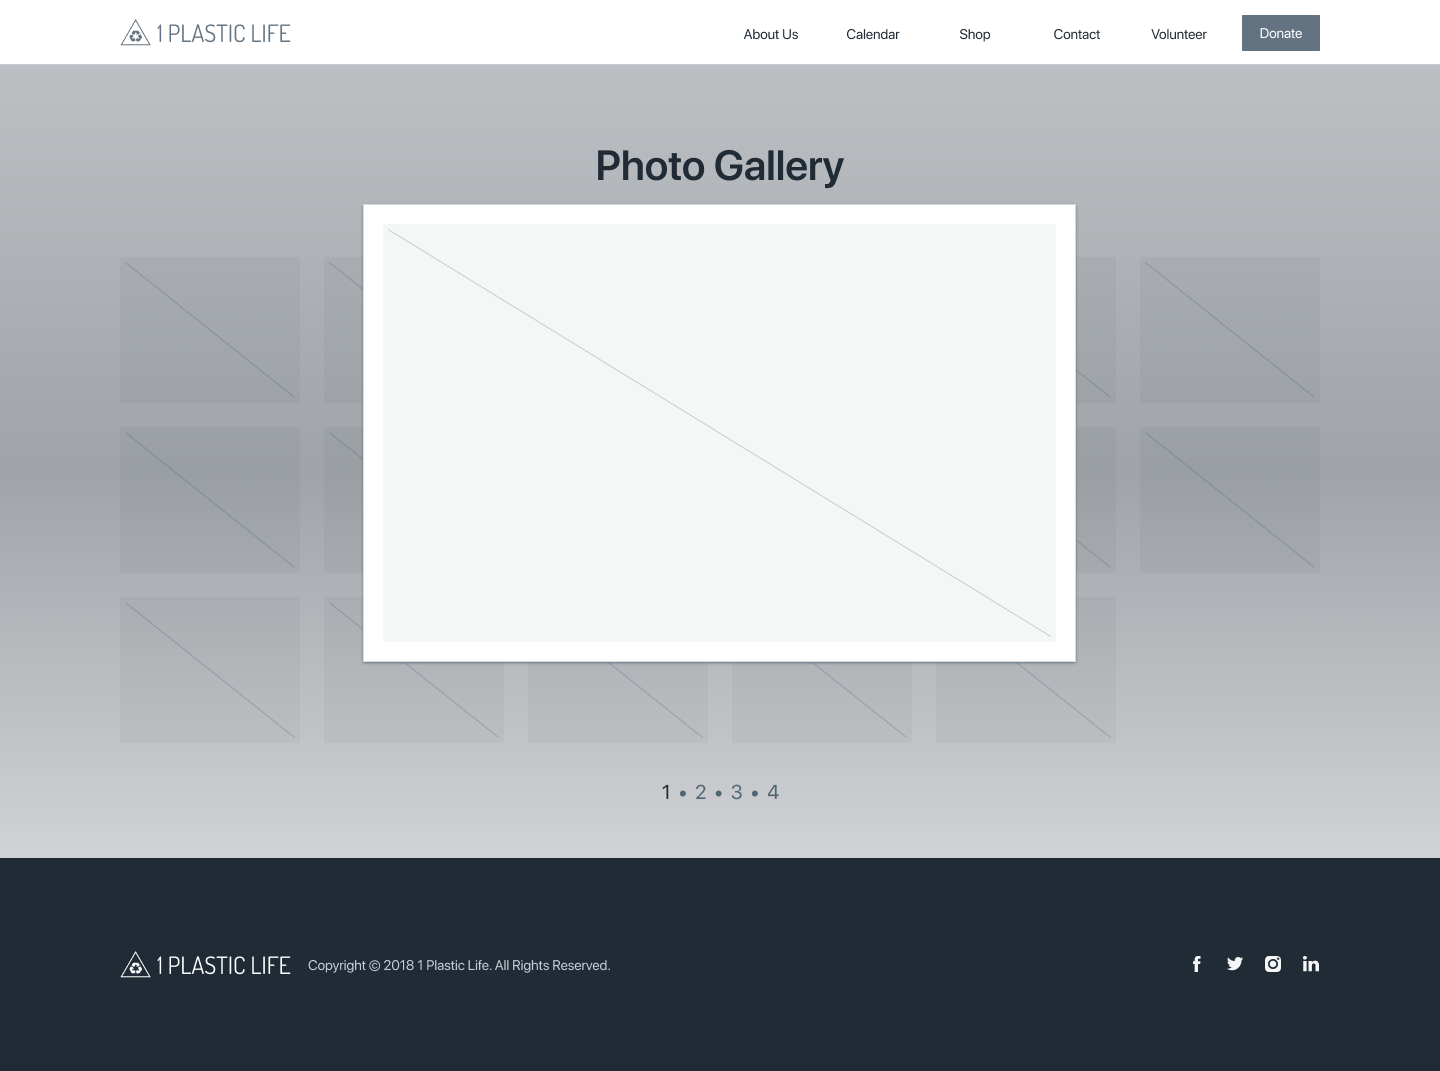 1 PLASTIC LIFE
About Us
Calendar
Shop
Contact
Volunteer
Donate
Photo Gallery
1 • 2 • 3 • 4
1 PLASTIC LIFE
Copyright © 2018 1 Plastic Life. All Rights Reserved.